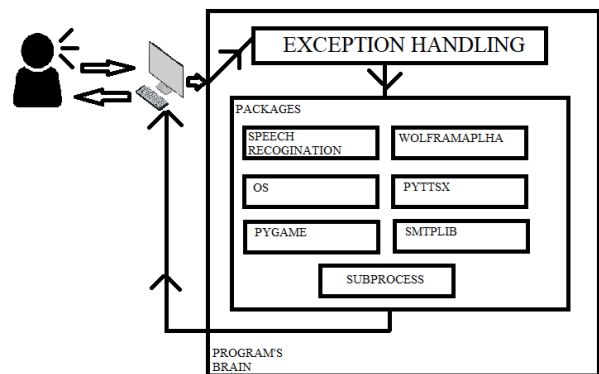 EXCEPTION HANDLING
PACKAGES
SPEECH
RECOGINATION
WOLFRAMAPLHA
OS
PYTTSX
PYGAME
SMTPLIB
SUBPROCESS
PROGRAM'S
BRAIN